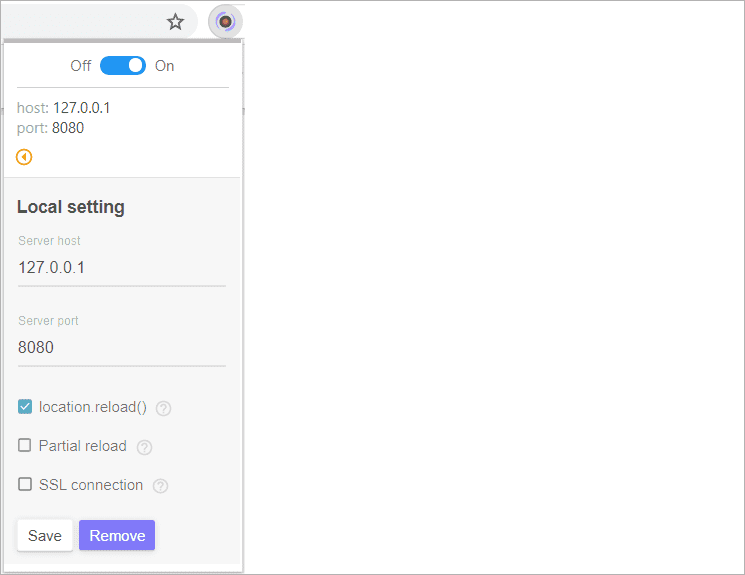 Off On
host: 127.0.0.1
port: 8080
Local setting
Server host
127.0.0.1
Server port
8080
location.reload() ?
Partial reload ?
SSL connection ?
Save Remove